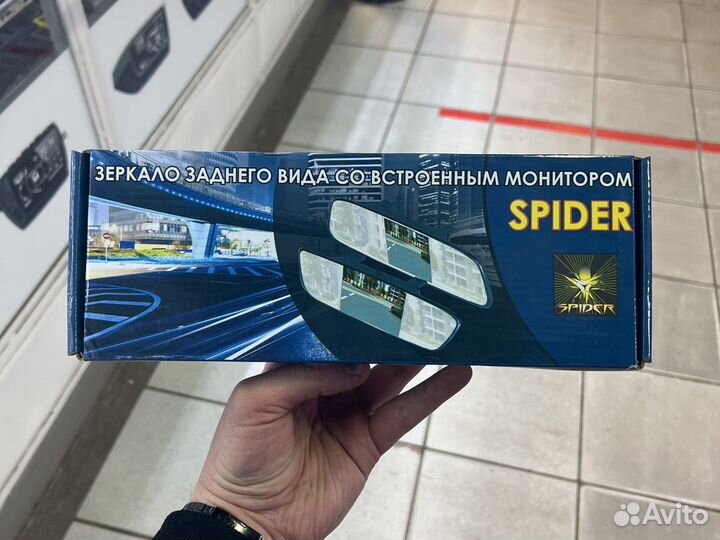 ЗЕРКАЛО ЗАДНЕГО ВИДА СО ВСТРОЕННЫМ МОНИТОРОМ
SPIDER
SPIDER
Avito